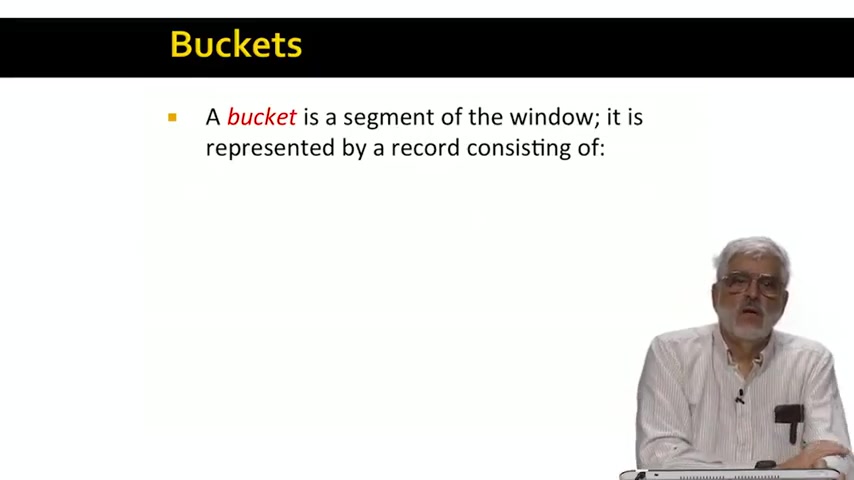 Buckets
A bucket is a segment of the window; it is
represented by a record consisting of: